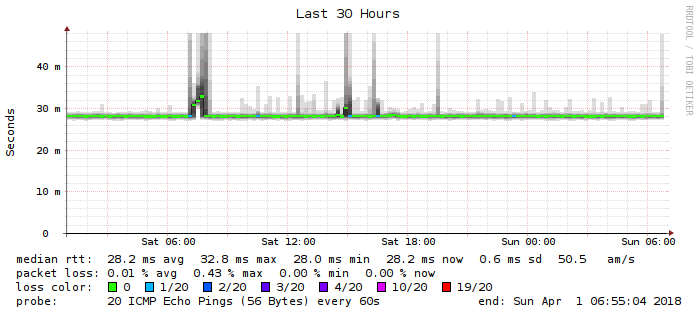 Last 30 Hours
RRDTOOL / TOBI OETIKER
Seconds
40 m
30 m
20 m
10 m
0
Sat 06:00 Sat 12:00 Sat 18:00 Sun 00:00 Sun 06:00
median rtt: 28.2 ms avg 32.8 ms max 28.0 ms min 28.2 ms now 0.6 ms sd 50.5 am/s
packet loss: 0.01 % avg 0.43 % max 0.00 % min 0.00 % now
loss color: 0 1/20 2/20 3/20 4/20 10/20 19/20
probe: 20 ICMP Echo Pings (56 Bytes) every 60s end: Sun Apr 1 06:55:04 2018